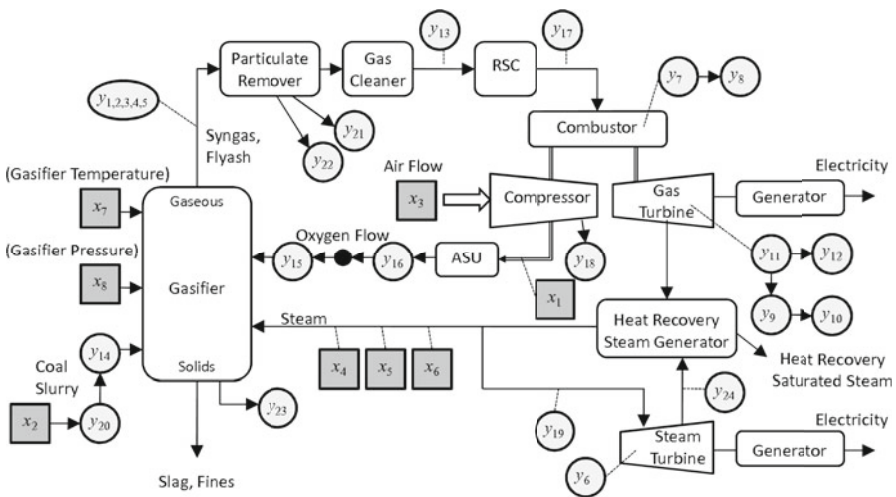 y13
y17
Particulate
Remover
Gas
Cleaner
RSC
y7
y8
y1,2,3,4,5
Combustor
Syngas,
Flyash
y21
y22
Air Flow
Electricity
(Gasifier Temperature)
x3
Compressor
Gas
Turbine
Generator
x7
Gaseous
(Gasifier Pressure)
Oxygen Flow
y15
y16
ASU
y18
y11
y12
x8
Gasifier
x1
y9
y10
Steam
Heat Recovery
Steam Generator
Coal
Slurry
y14
Solids
x4
x5
x6
Heat Recovery
Saturated Steam
x2
y20
y23
y24
y19
Electricity
Steam
Turbine
Generator
y6
Slag, Fines